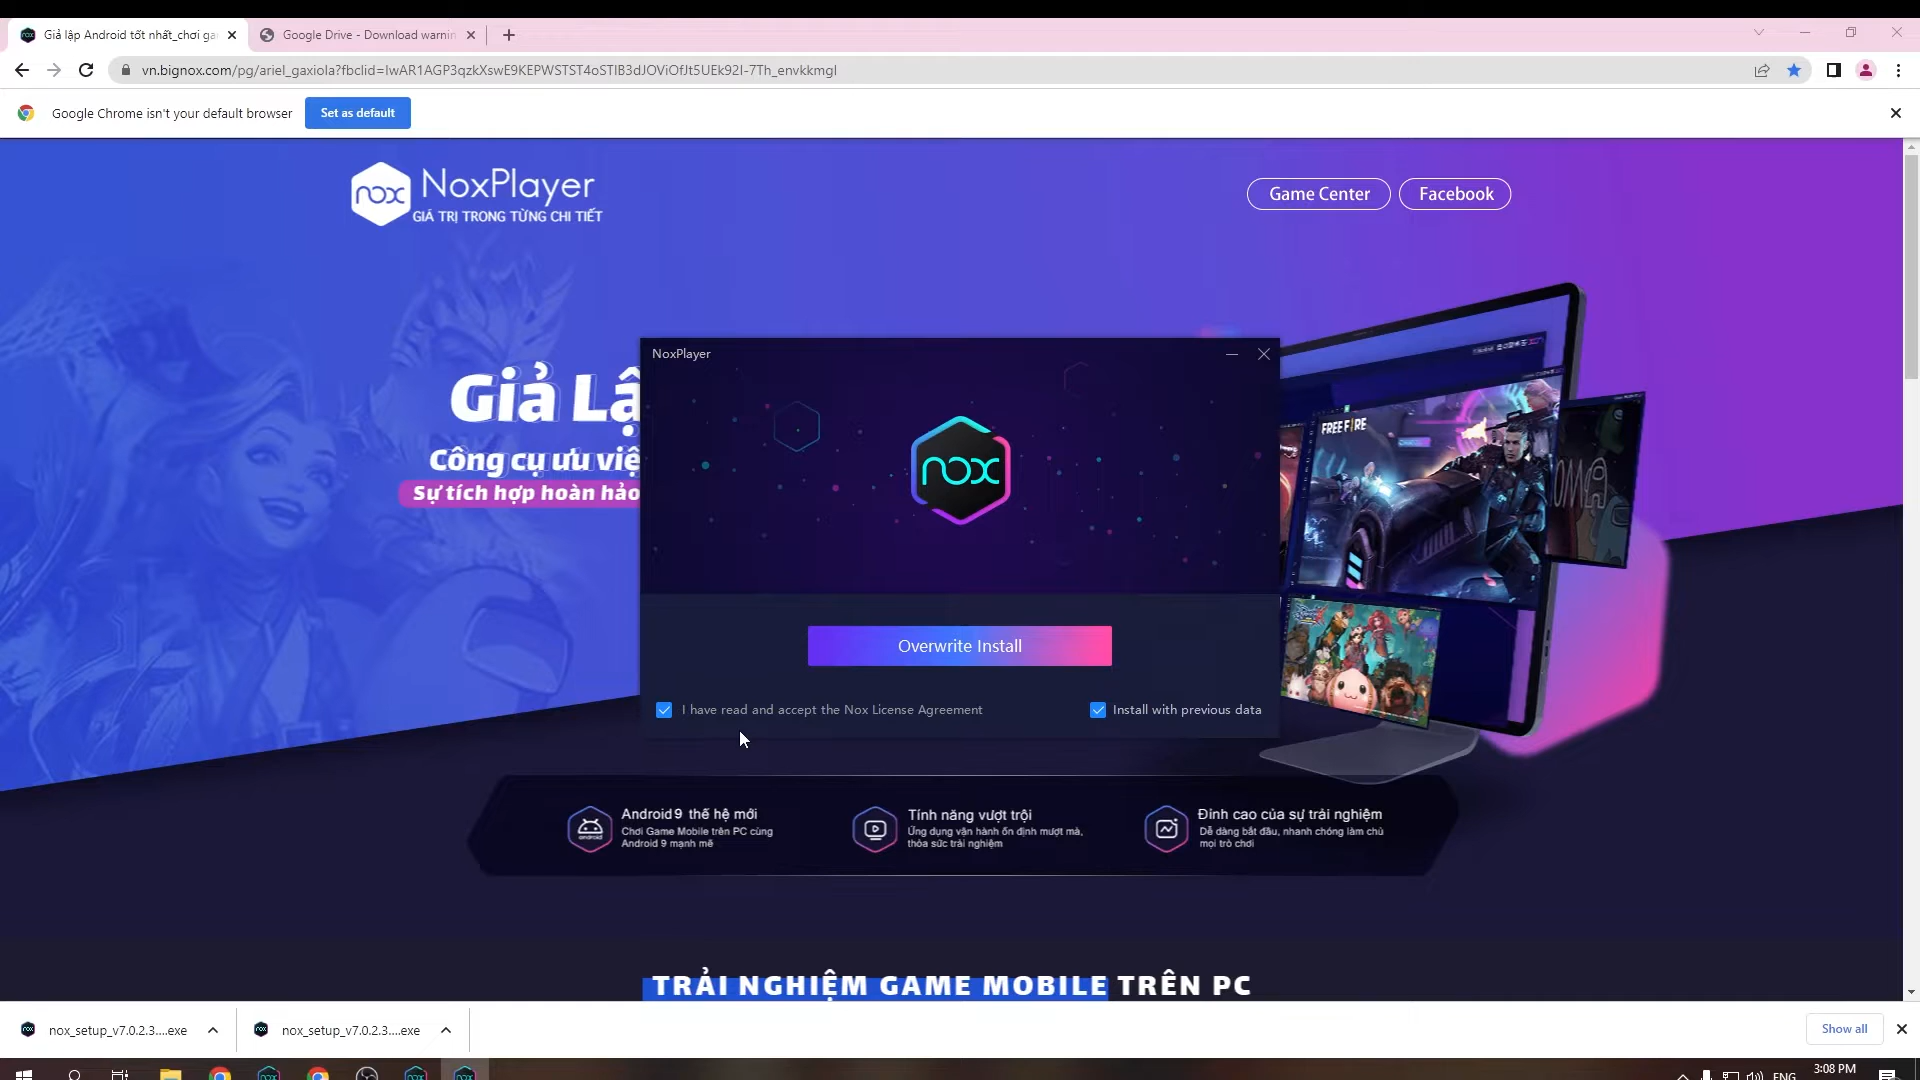 Giả lập Android tốt nhất_chơi ga
Google Drive - Download warnin
vn.bignox.com/pg/ariel_gaxiola?fbclid=IwAR1AGP3qzkXswE9KEPWSTST4oSTIB3dJOViOfJt5UEk92I-7Th_envkkmgI
Google Chrome isn't your default browser
Set as default
nox
NoxPlayer
GIÁ TRỊ TRONG TỪNG CHI TIẾT
Game Center
Facebook
NoxPlayer
Giả Lậ
Công cụ ưu việ
Sự tích hợp hoàn hảo
nox
FREE FIRE
Overwrite Install
I have read and accept the Nox License Agreement
Install with previous data
Android 9 thế hệ mới
Chơi Game Mobile trên PC cùng
Android 9 mạnh mẽ
Tính năng vượt trội
Ứng dụng vận hành ổn định mượt mà,
thỏa sức trải nghiệm
Đỉnh cao của sự trải nghiệm
Dễ dàng bắt đầu, nhanh chóng làm chủ
mọi trò chơi
TRẢI NGHIỆM GAME MOBILE TRÊN PC
nox_setup_v7.0.2.3....exe
nox_setup_v7.0.2.3....exe
Show all
ENG
3:08 PM